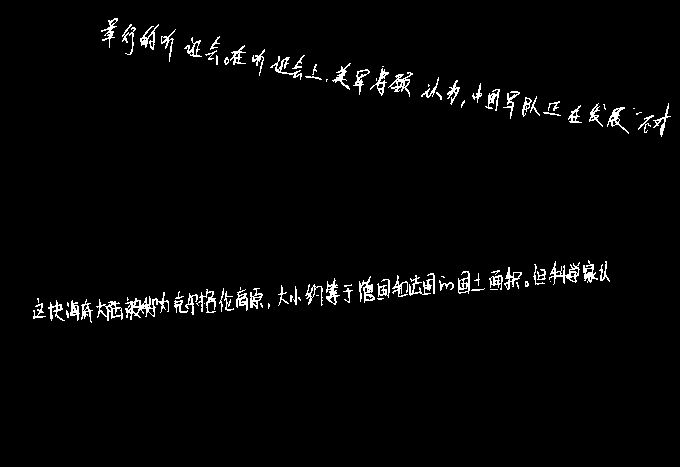 举行的听证会。在听证会上，美军将领认为，中国军队正在发展“不对
这块海底大陆被称为克尔格伦高原，大小约等于德国和法国的国土面积。但科学家认